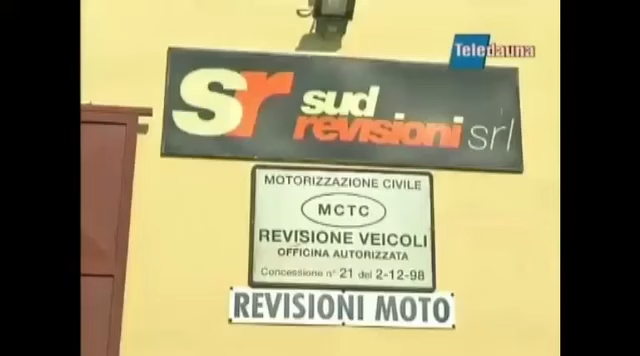 Teledauna
sr sud
revisioni srl
MOTORIZZAZIONE CIVILE
MCTC
REVISIONE VEICOLI
OFFICINA AUTORIZZATA
Concessione n° 21 del 2-12-98
REVISIONI MOTO